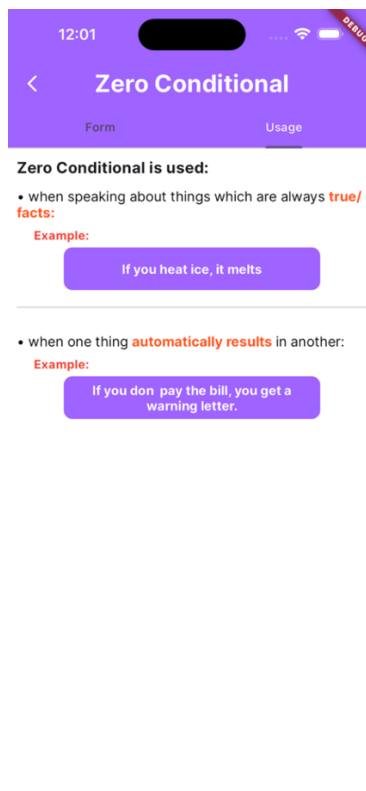 12:01
DEBUG
Zero Conditional
Form
Usage
Zero Conditional is used:
• when speaking about things which are always true/
facts:
Example:
If you heat ice, it melts
• when one thing automatically results in another:
Example:
If you don  pay the bill, you get a
warning letter.